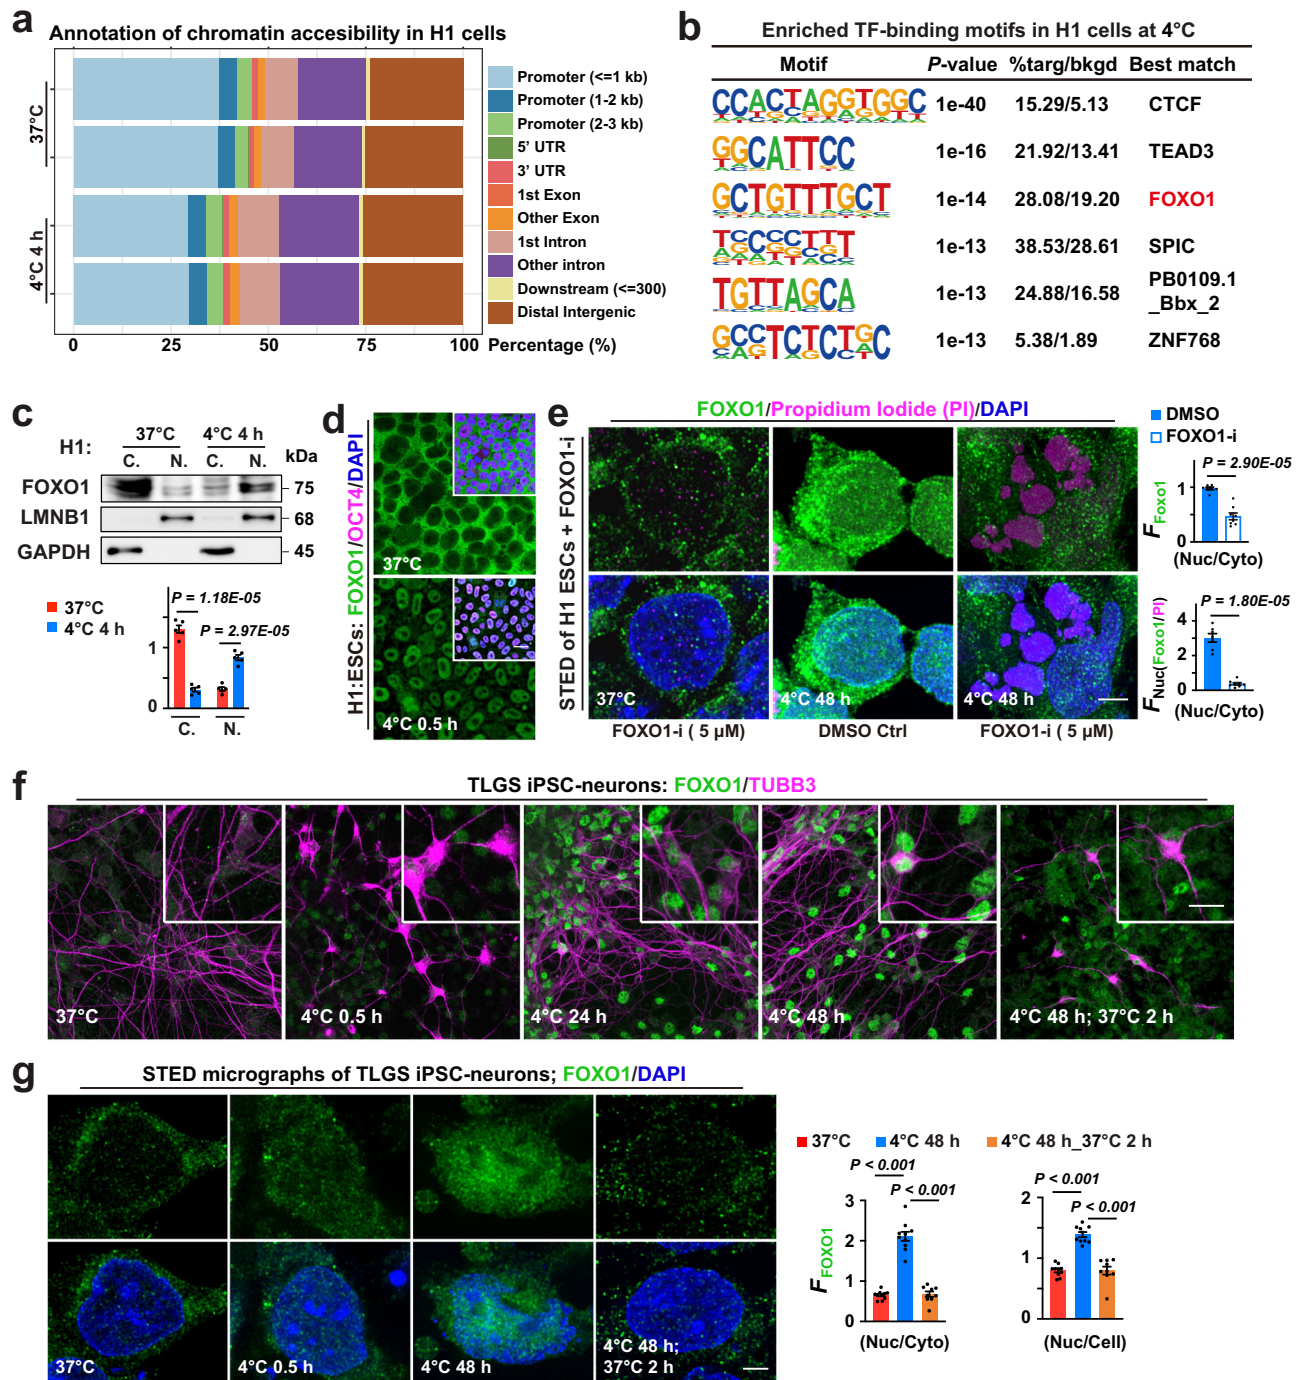 a
Annotation of chromatin accesibility in H1 cells
37°C
4°C 4 h
0 25 50 75 100 Percentage (%)
Promoter (<=1 kb)
Promoter (1-2 kb)
Promoter (2-3 kb)
5' UTR
3' UTR
1st Exon
Other Exon
1st Intron
Other intron
Downstream (<=300)
Distal Intergenic
b
Enriched TF-binding motifs in H1 cells at 4°C
Motif P-value %targ/bkgd Best match
CCACTAGGTGGC 1e-40 15.29/5.13 CTCF
GGCATTCC 1e-16 21.92/13.41 TEAD3
GCTGTTTGCT 1e-14 28.08/19.20 FOXO1
1e-13 38.53/28.61 SPIC
TGTTAGCA 1e-13 24.88/16.58 PB0109.1
_Bbx_2
1e-13 5.38/1.89 ZNF768
c
H1: 37°C 4°C 4 h
C. N. C. N. kDa
FOXO1 75
LMNB1 68
GAPDH 45
37°C
4°C 4 h
P = 1.18E-05
P = 2.97E-05
1
0
C. N.
d
H1:ESCs: FOXO1/OCT4/DAPI
37°C
4°C 0.5 h
e
FOXO1/Propidium Iodide (PI)/DAPI
STED of H1 ESCs + FOXO1-i
37°C 4°C 48 h 4°C 48 h
FOXO1-i ( 5 µM) DMSO Ctrl FOXO1-i ( 5 µM)
DMSO
FOXO1-i
P = 2.90E-05
1
0
F Foxo1
(Nuc/Cyto)
P = 1.80E-05
4
3
2
1
0
F Nuc(Foxo1/PI)
(Nuc/Cyto)
f
TLGS iPSC-neurons: FOXO1/TUBB3
37°C 4°C 0.5 h 4°C 24 h 4°C 48 h 4°C 48 h; 37°C 2 h
g
STED micrographs of TLGS iPSC-neurons; FOXO1/DAPI
37°C 4°C 0.5 h 4°C 48 h 4°C 48 h;
37°C 2 h
37°C 4°C 48 h 4°C 48 h_37°C 2 h
P < 0.001
P < 0.001
3
2
1
0
F FOXO1
(Nuc/Cyto)
P < 0.001
P < 0.001
2
1
0
(Nuc/Cell)